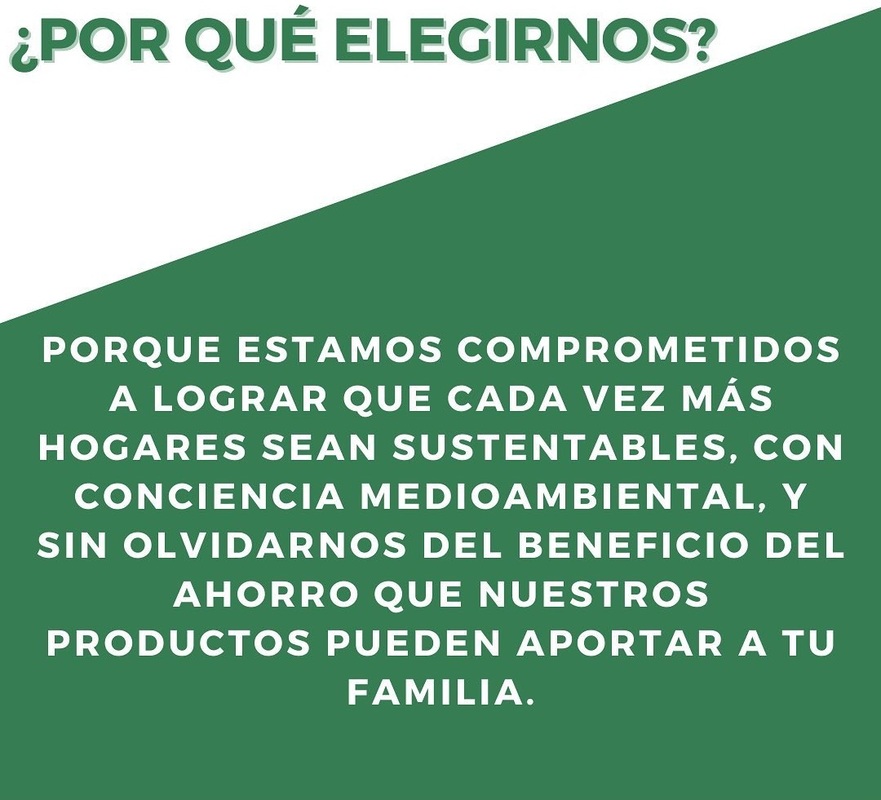 ¿POR QUÉ ELEGIRNOS?
PORQUE ESTAMOS COMPROMETIDOS
A LOGRAR QUE CADA VEZ MÁS
HOGARES SEAN SUSTENTABLES, CON
CONCIENCIA MEDIOAMBIENTAL, Y
SIN OLVIDARNOS DEL BENEFICIO DEL
AHORRO QUE NUESTROS
PRODUCTOS PUEDEN APORTAR A TU
FAMILIA.